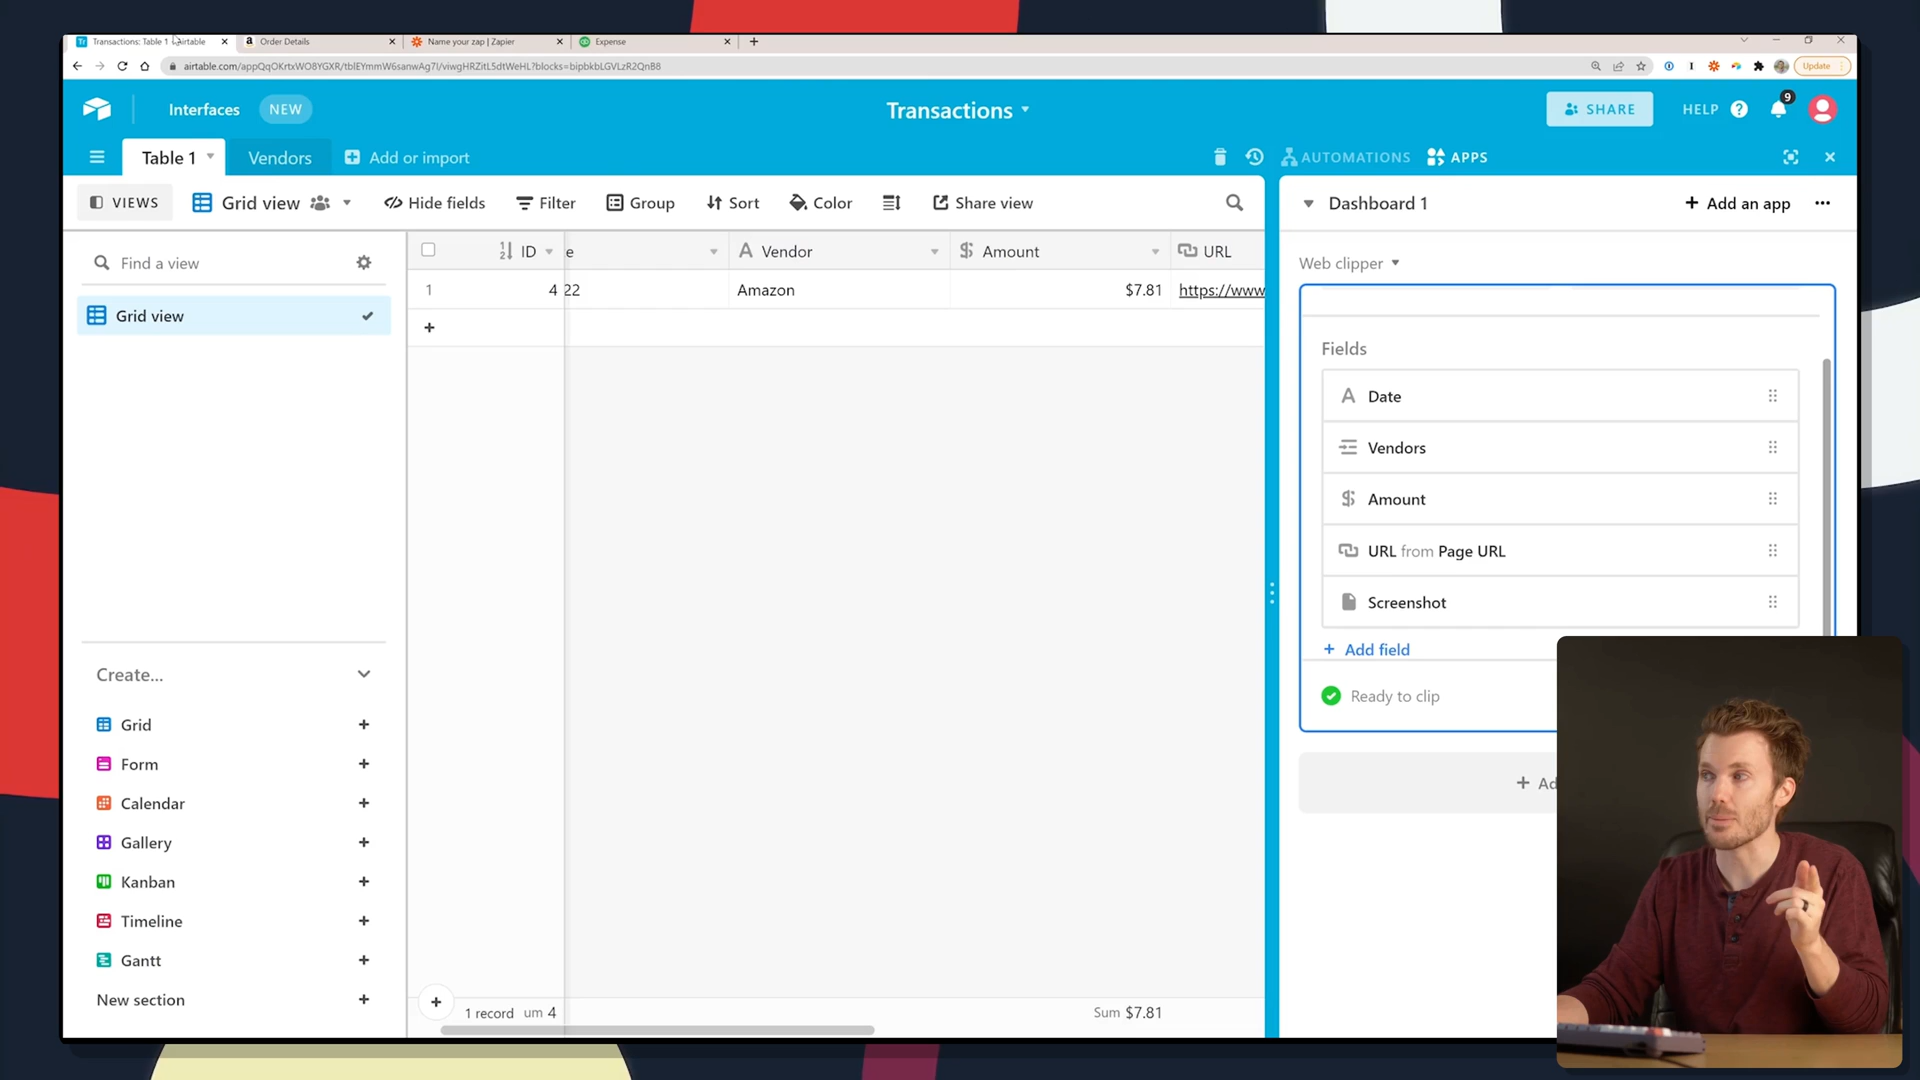 Transactions: Table 1 - Airtable
Order Details
Name your zap | Zapier
Expense
airtable.com/appQqOKrtxWO8YGXR/tblEYmmW6sanwAg7l/viwgHRZitL5dtWeHL?blocks=bipbkbLGVLzR2QnB8
Update
Interfaces
NEW
Transactions
SHARE
HELP
9
Table 1
Vendors
Add or import
AUTOMATIONS
APPS
VIEWS
Grid view
Hide fields
Filter
Group
Sort
Color
Share view
Dashboard 1
+ Add an app
Find a view
ID
e
Vendor
Amount
URL
Web clipper
1
4
22
Amazon
$7.81
https://www
Grid view
Fields
Date
Vendors
Amount
URL from Page URL
Screenshot
+ Add field
Ready to clip
Create...
Grid
Form
Calendar
Gallery
Kanban
Timeline
Gantt
New section
+ Ad
1 record
um 4
Sum $7.81